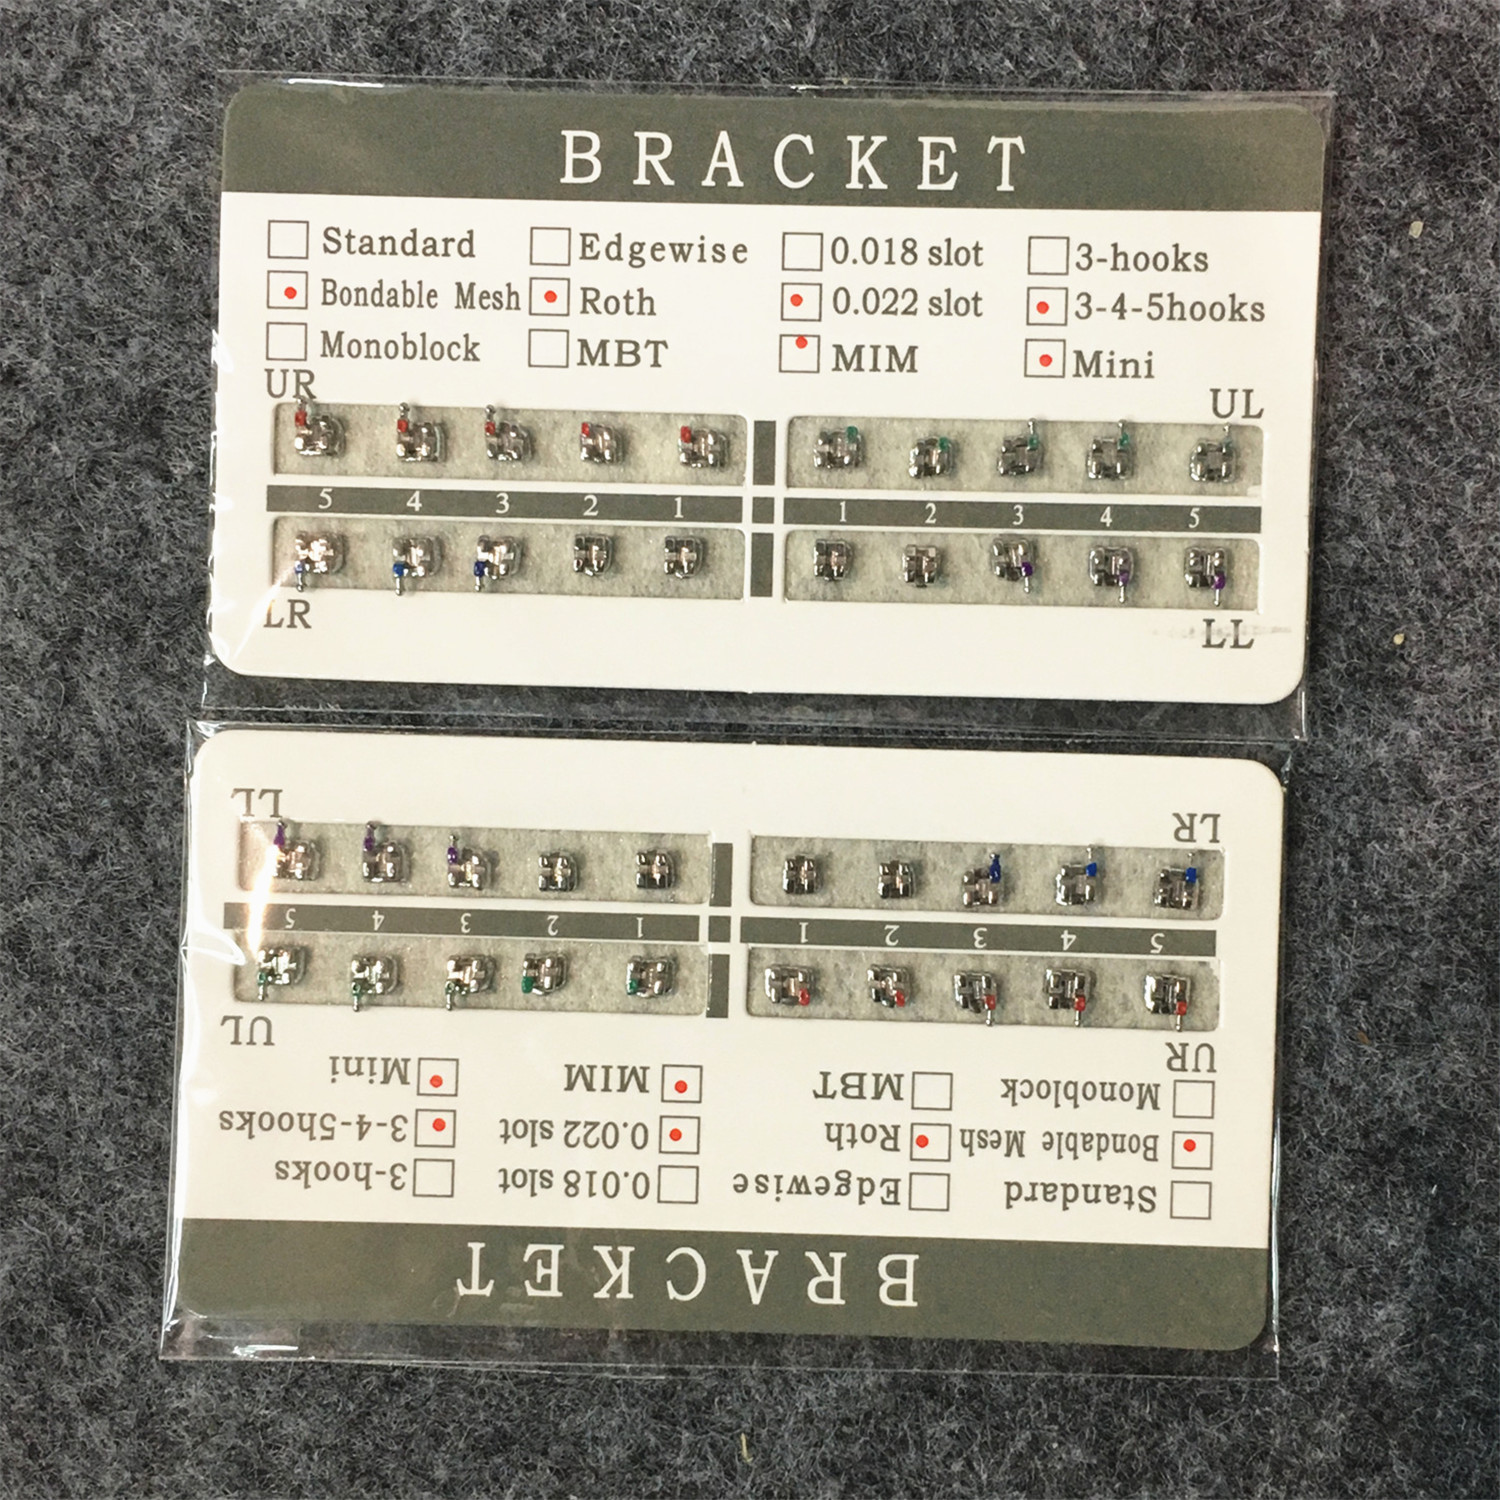 BRACKET
Standard Edgewise 0.018 slot 3-hooks
Bondable Mesh Roth 0.022 slot 3-4-5hooks
Monoblock MBT MIM Mini
UR UL
5 4 3 2 1 1 2 3 4 5
LR LL
BRACKET
Standard Edgewise 0.018 slot 3-hooks
Bondable Mesh Roth 0.022 slot 3-4-5hooks
Monoblock MBT MIM Mini
UR UL
5 4 3 2 1 1 2 3 4 5
LR LL